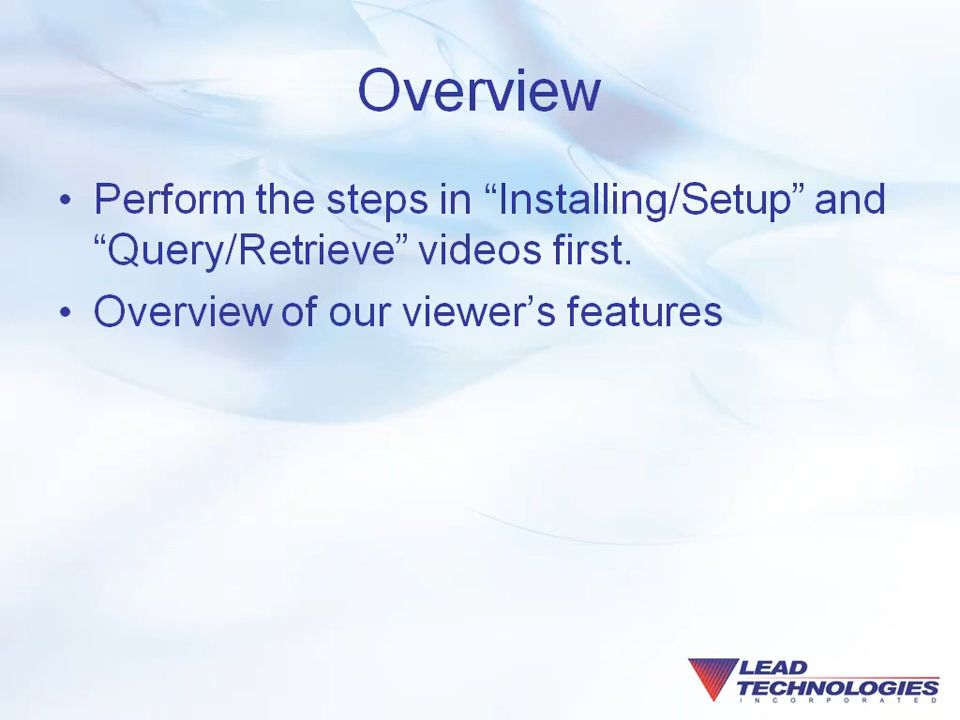 Overview
• Perform the steps in “Installing/Setup” and
“Query/Retrieve” videos first.
• Overview of our viewer’s features
LEAD
TECHNOLOGIES
INCORPORATED